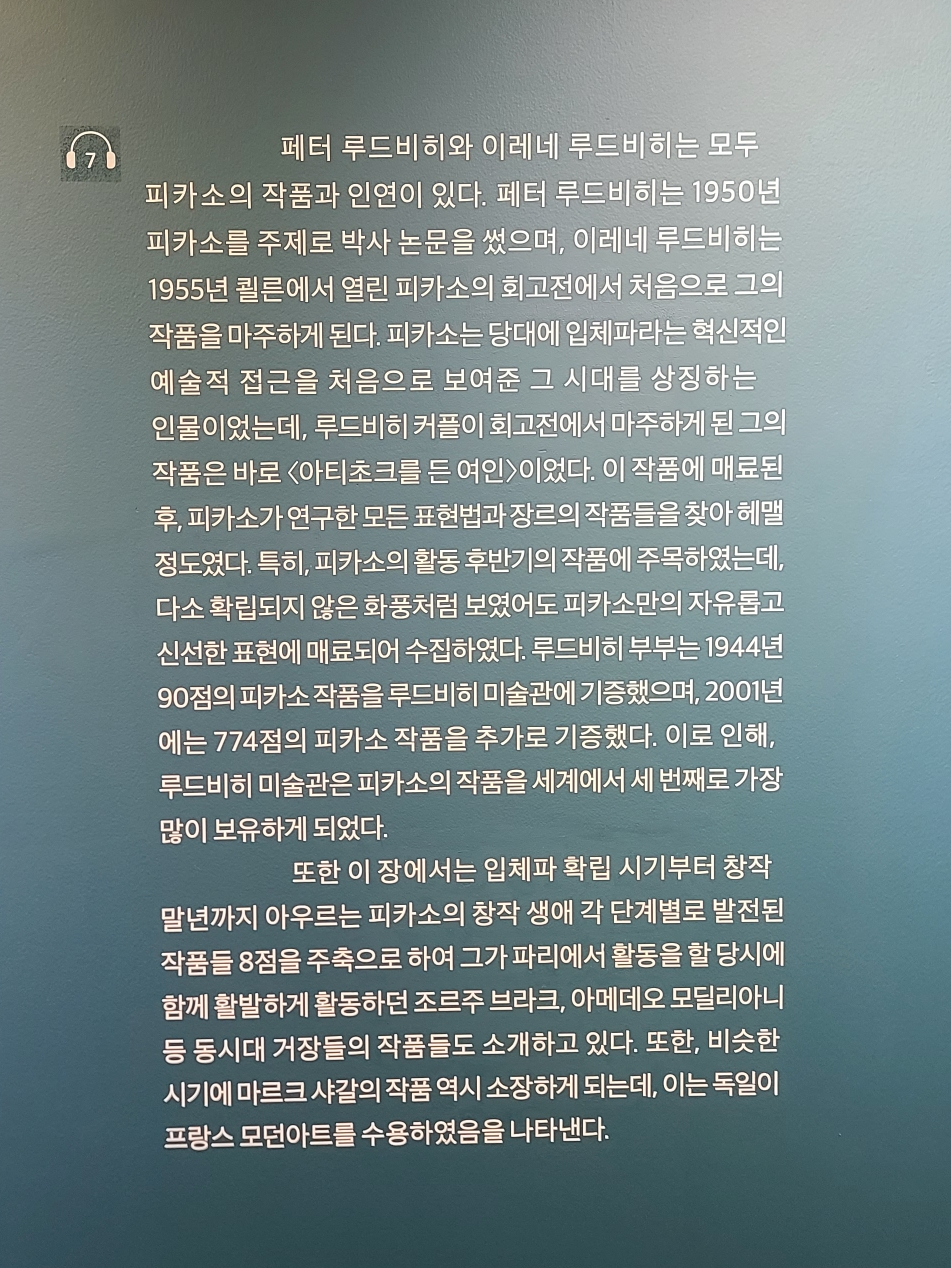 7
페터 루드비히와 이레네 루드비히는 모두
피카소의 작품과 인연이 있다. 페터 루드비히는 1950년
피카소를 주제로 박사 논문을 썼으며, 이레네 루드비히는
1955년 쾰른에서 열린 피카소의 회고전에서 처음으로 그의
작품을 마주하게 된다. 피카소는 당대에 입체파라는 혁신적인
예술적 접근을 처음으로 보여준 그 시대를 상징하는
인물이었는데, 루드비히 커플이 회고전에서 마주하게 된 그의
작품은 바로 〈아티초크를 든 여인〉이었다. 이 작품에 매료된
후, 피카소가 연구한 모든 표현법과 장르의 작품들을 찾아 헤맬
정도였다. 특히, 피카소의 활동 후반기의 작품에 주목하였는데,
다소 확립되지 않은 화풍처럼 보였어도 피카소만의 자유롭고
신선한 표현에 매료되어 수집하였다. 루드비히 부부는 1944년
90점의 피카소 작품을 루드비히 미술관에 기증했으며, 2001년
에는 774점의 피카소 작품을 추가로 기증했다. 이로 인해,
루드비히 미술관은 피카소의 작품을 세계에서 세 번째로 가장
많이 보유하게 되었다.
또한 이 장에서는 입체파 확립 시기부터 창작
말년까지 아우르는 피카소의 창작 생애 각 단계별로 발전된
작품들 8점을 주축으로 하여 그가 파리에서 활동을 할 당시에
함께 활발하게 활동하던 조르주 브라크, 아메데오 모딜리아니
등 동시대 거장들의 작품들도 소개하고 있다. 또한, 비슷한
시기에 마르크 샤갈의 작품 역시 소장하게 되는데, 이는 독일이
프랑스 모던아트를 수용하였음을 나타낸다.